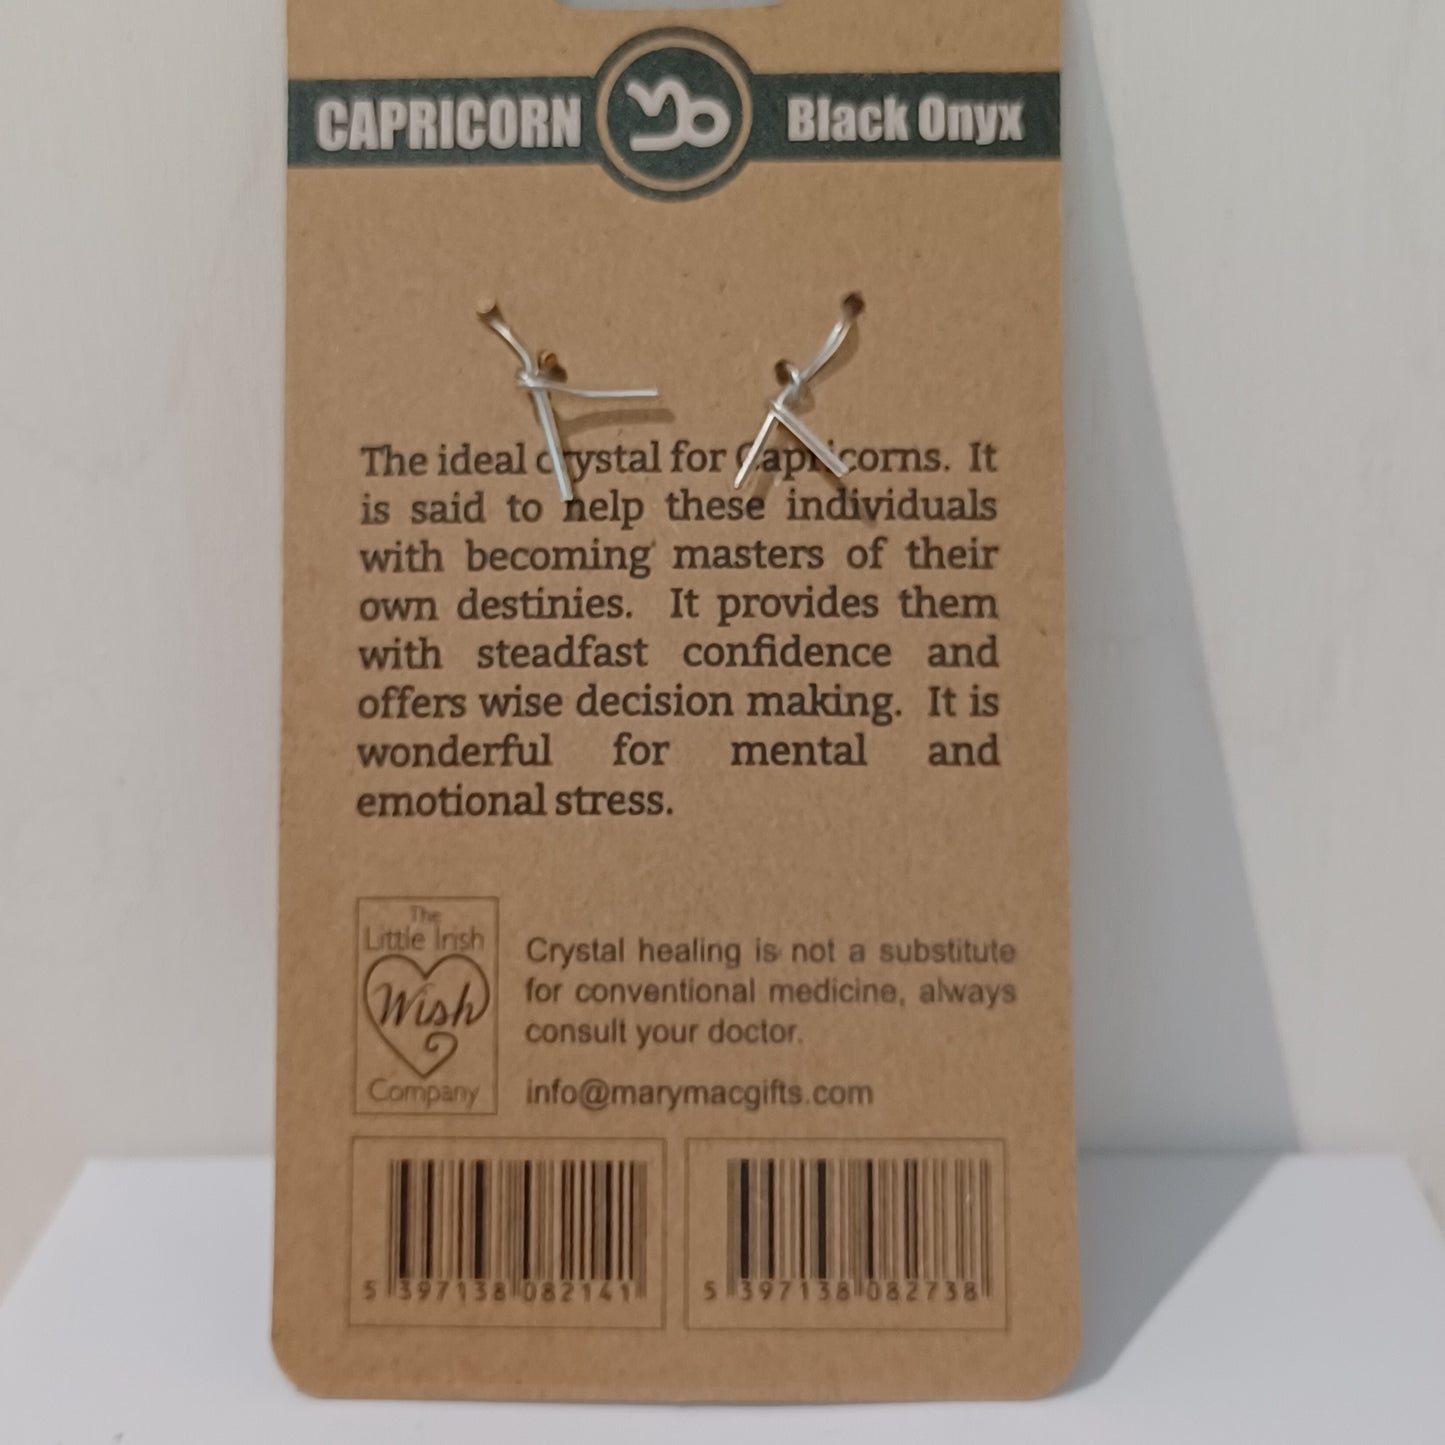 CAPRICORN Black Onyx
The ideal crystal for Capricorns. It
is said to help these individuals
with becoming masters of their
own destinies. It provides them
with steadfast confidence and
offers wise decision making. It is
wonderful for mental and
emotional stress.
The
Little Irish
Wish
Company
Crystal healing is not a substitute
for conventional medicine, always
consult your doctor.
info@marymacgifts.com
5 397138 082141
5 397138 082738